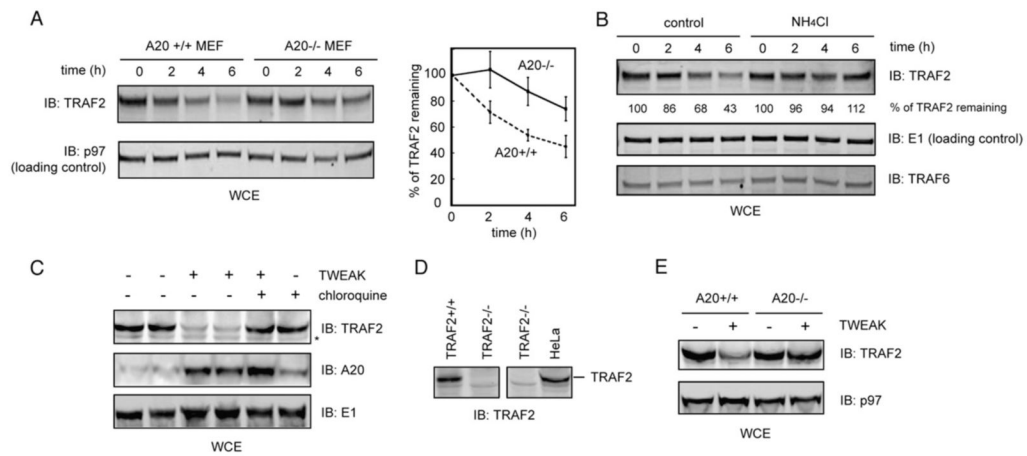 A
A20 +/+ MEF A20-/- MEF
time (h) 0 2 4 6 0 2 4 6
IB: TRAF2
IB: p97
(loading control)
WCE
% of TRAF2 remaining
100
80
60
40
20
0
A20-/-
A20+/+
0 2 4 6
time (h)
B
control NH4Cl
0 2 4 6 0 2 4 6 time (h)
IB: TRAF2
100 86 68 43 100 96 94 112 % of TRAF2 remaining
IB: E1 (loading control)
IB: TRAF6
WCE
C
- - + + + - TWEAK
- - - - + + chloroquine
IB: TRAF2
*
IB: A20
IB: E1
WCE
D
TRAF2+/+
TRAF2-/-
TRAF2-/-
HeLa
TRAF2
IB: TRAF2
E
A20+/+ A20-/-
- + - + TWEAK
IB: TRAF2
IB: p97
WCE